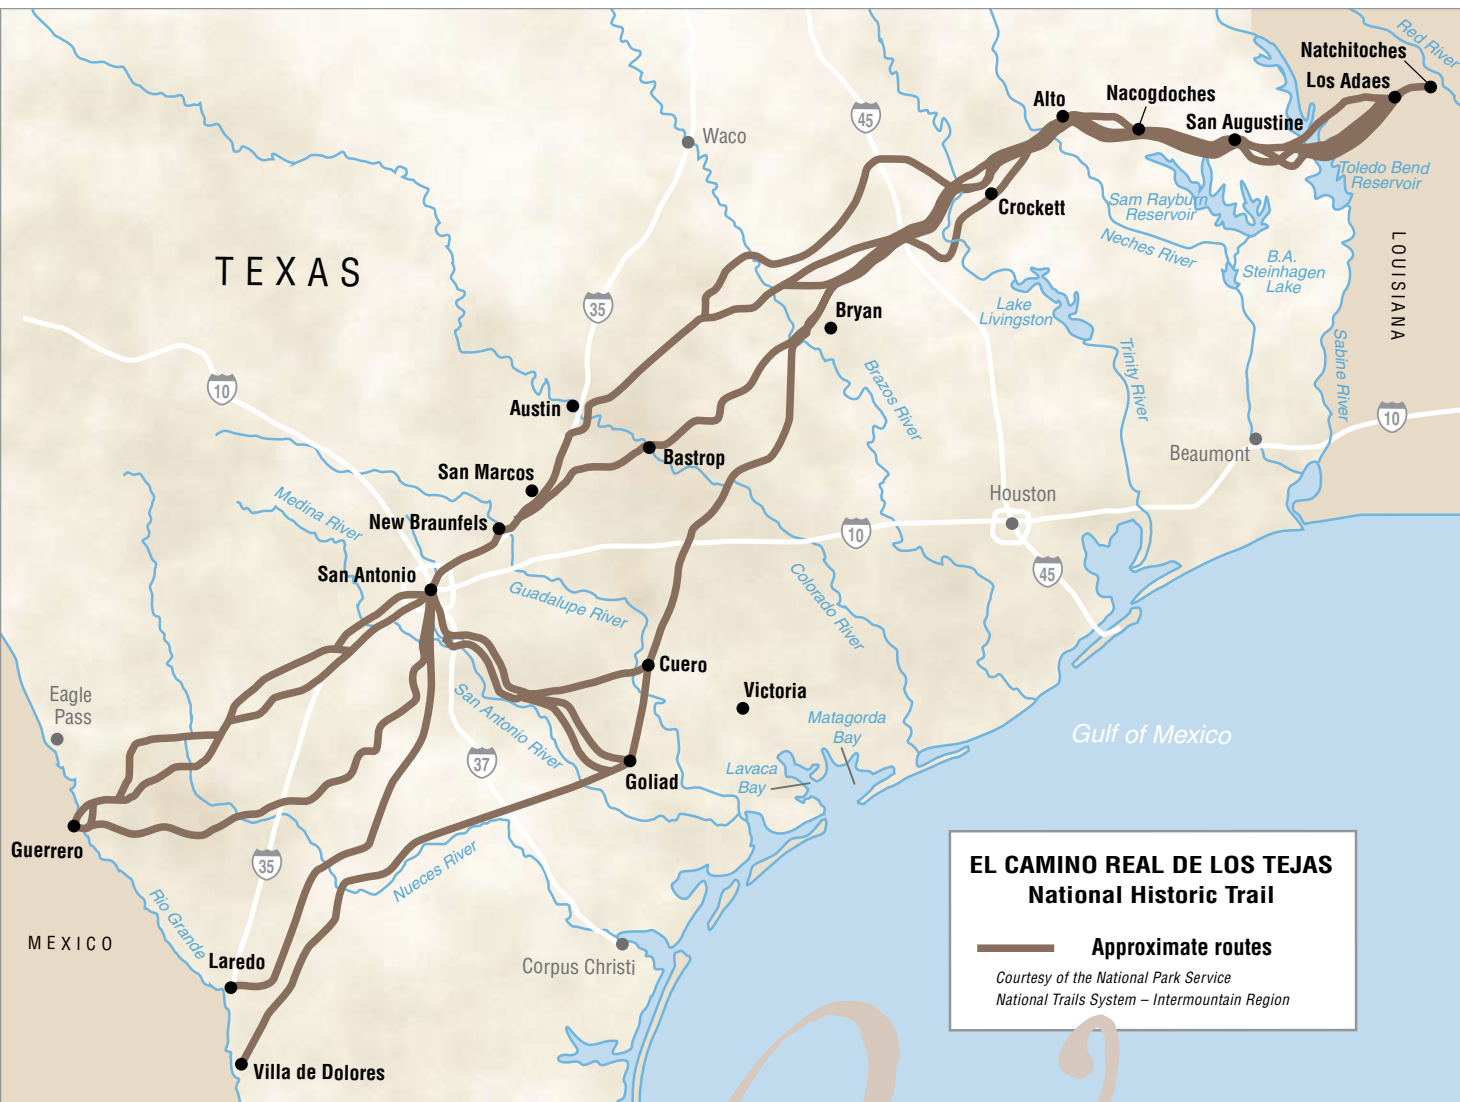 Red River
Natchitoches
Los Adaes
Alto
Nacogdoches
San Augustine
45
Waco
Toledo Bend
Reservoir
Crockett
Sam Rayburn
Reservoir
Neches River
TEXAS
LOUISIANA
B.A.
Steinhagen
Lake
35
Bryan
Lake
Livingston
Trinity River
Sabine River
10
Brazos River
Austin
10
Bastrop
Beaumont
San Marcos
Houston
Medina River
New Braunfels
10
San Antonio
45
Guadalupe River
Colorado River
Cuero
Eagle
Pass
Victoria
San Antonio River
Matagorda
Bay
Gulf of Mexico
37
Lavaca
Bay
Goliad
Guerrero
35
Nueces River
Rio Grande
MEXICO
Laredo
Corpus Christi
Villa de Dolores
EL CAMINO REAL DE LOS TEJAS
National Historic Trail
Approximate routes
Courtesy of the National Park Service
National Trails System – Intermountain Region